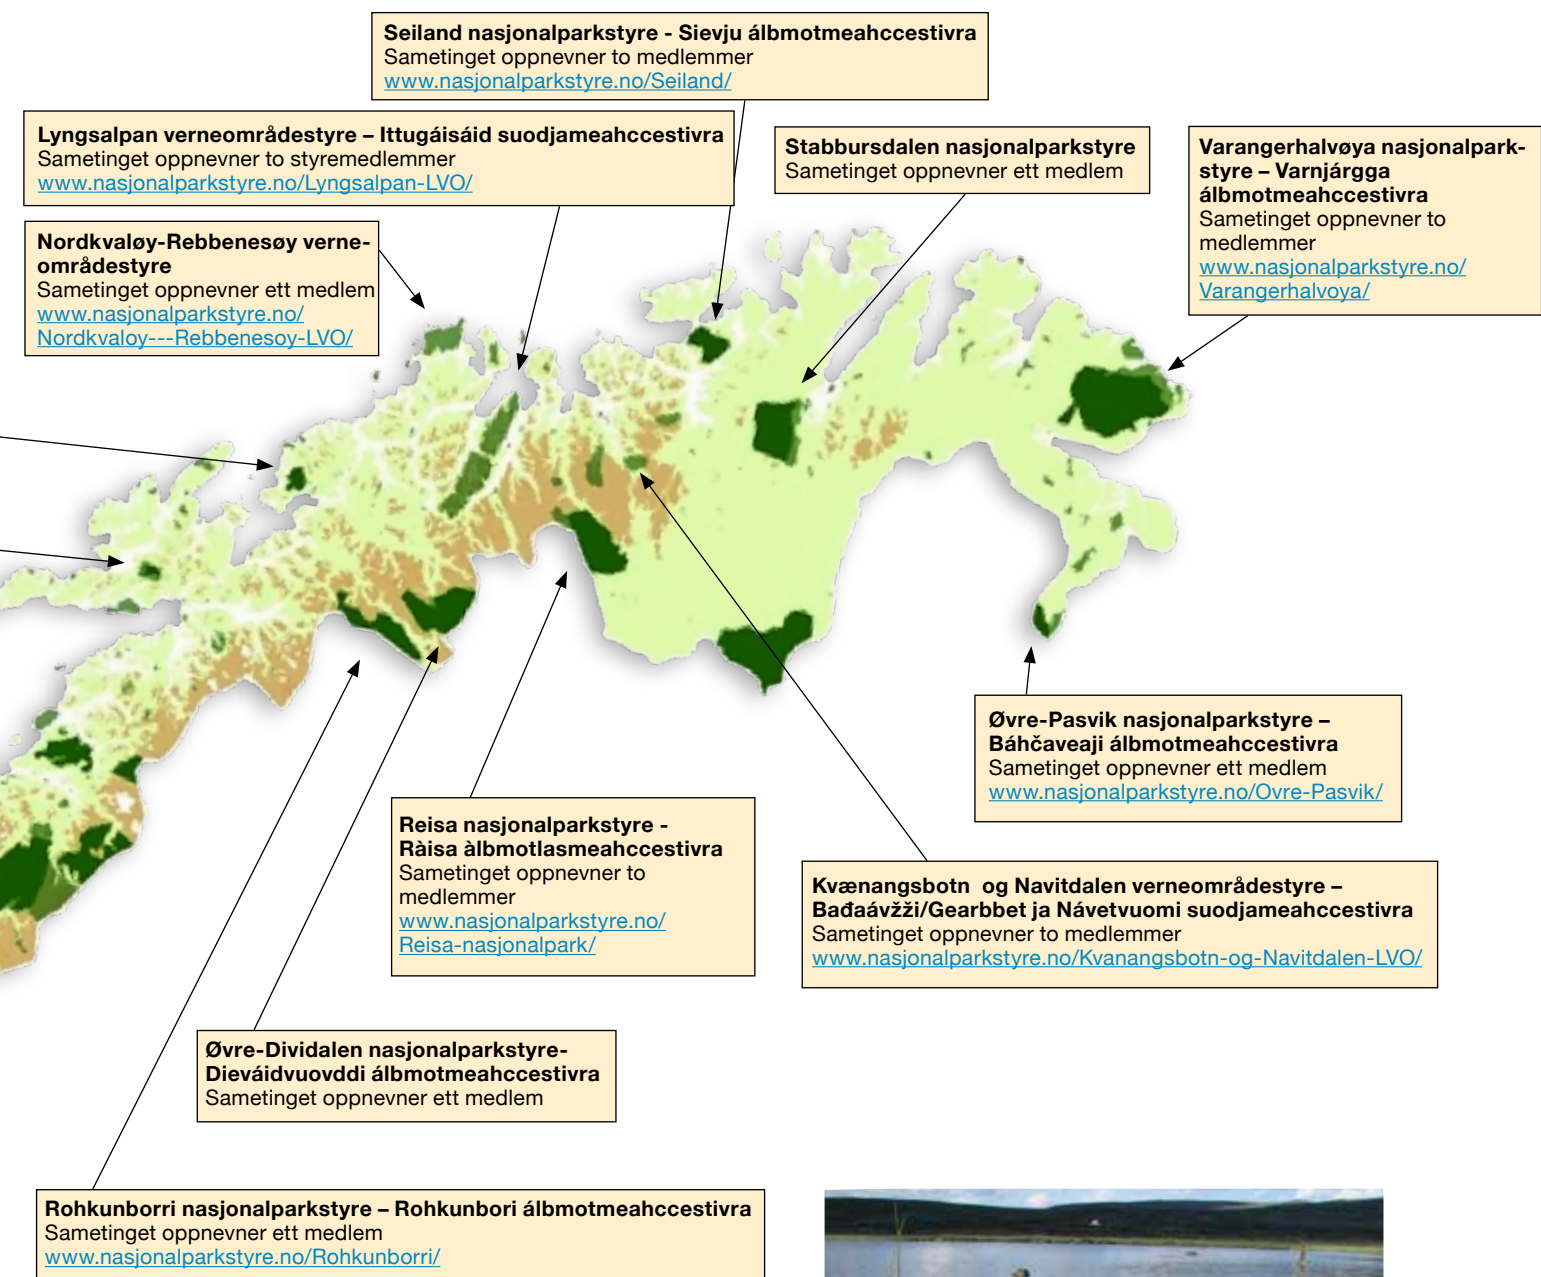 Seiland nasjonalparkstyre - Sievju álbmotmeahccestivra
Sametinget oppnevner to medlemmer
www.nasjonalparkstyre.no/Seiland/
Lyngsalpan verneområdestyre – Ittugáisáid suodjameahccestivra
Sametinget oppnevner to styremedlemmer
www.nasjonalparkstyre.no/Lyngsalpan-LVO/
Stabbursdalen nasjonalparkstyre
Sametinget oppnevner ett medlem
Varangerhalvøya nasjonalpark-
styre – Varnjárgga
álbmotmeahccestivra
Sametinget oppnevner to
medlemmer
www.nasjonalparkstyre.no/
Varangerhalvoya/
Nordkvaløy-Rebbenesøy verne-
områdestyre
Sametinget oppnevner ett medlem
www.nasjonalparkstyre.no/
Nordkvaloy---Rebbenesoy-LVO/
Øvre-Pasvik nasjonalparkstyre –
Báhčaveaji álbmotmeahccestivra
Sametinget oppnevner ett medlem
www.nasjonalparkstyre.no/Ovre-Pasvik/
Reisa nasjonalparkstyre -
Ràisa àlbmotlasmeahccestivra
Sametinget oppnevner to
medlemmer
www.nasjonalparkstyre.no/
Reisa-nasjonalpark/
Kvænangsbotn og Navitdalen verneområdestyre –
Bađaávžži/Gearbbet ja Návetvuomi suodjameahccestivra
Sametinget oppnevner to medlemmer
www.nasjonalparkstyre.no/Kvanangsbotn-og-Navitdalen-LVO/
Øvre-Dividalen nasjonalparkstyre-
Dieváidvuovddi álbmotmeahccestivra
Sametinget oppnevner ett medlem
Rohkunborri nasjonalparkstyre – Rohkunbori álbmotmeahccestivra
Sametinget oppnevner ett medlem
www.nasjonalparkstyre.no/Rohkunborri/